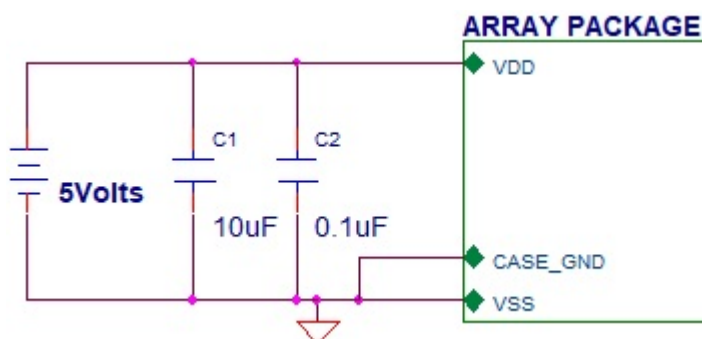 ARRAY PACKAGE
VDD
C1
C2
5Volts
10uF
0.1uF
CASE_GND
VSS